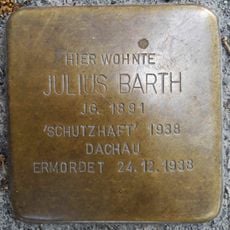 HIER WOHNTE
JULIUS BARTH
JG. 1891
'SCHUTZHAFT' 1938
DACHAU
ERMORDET 24.12.1938